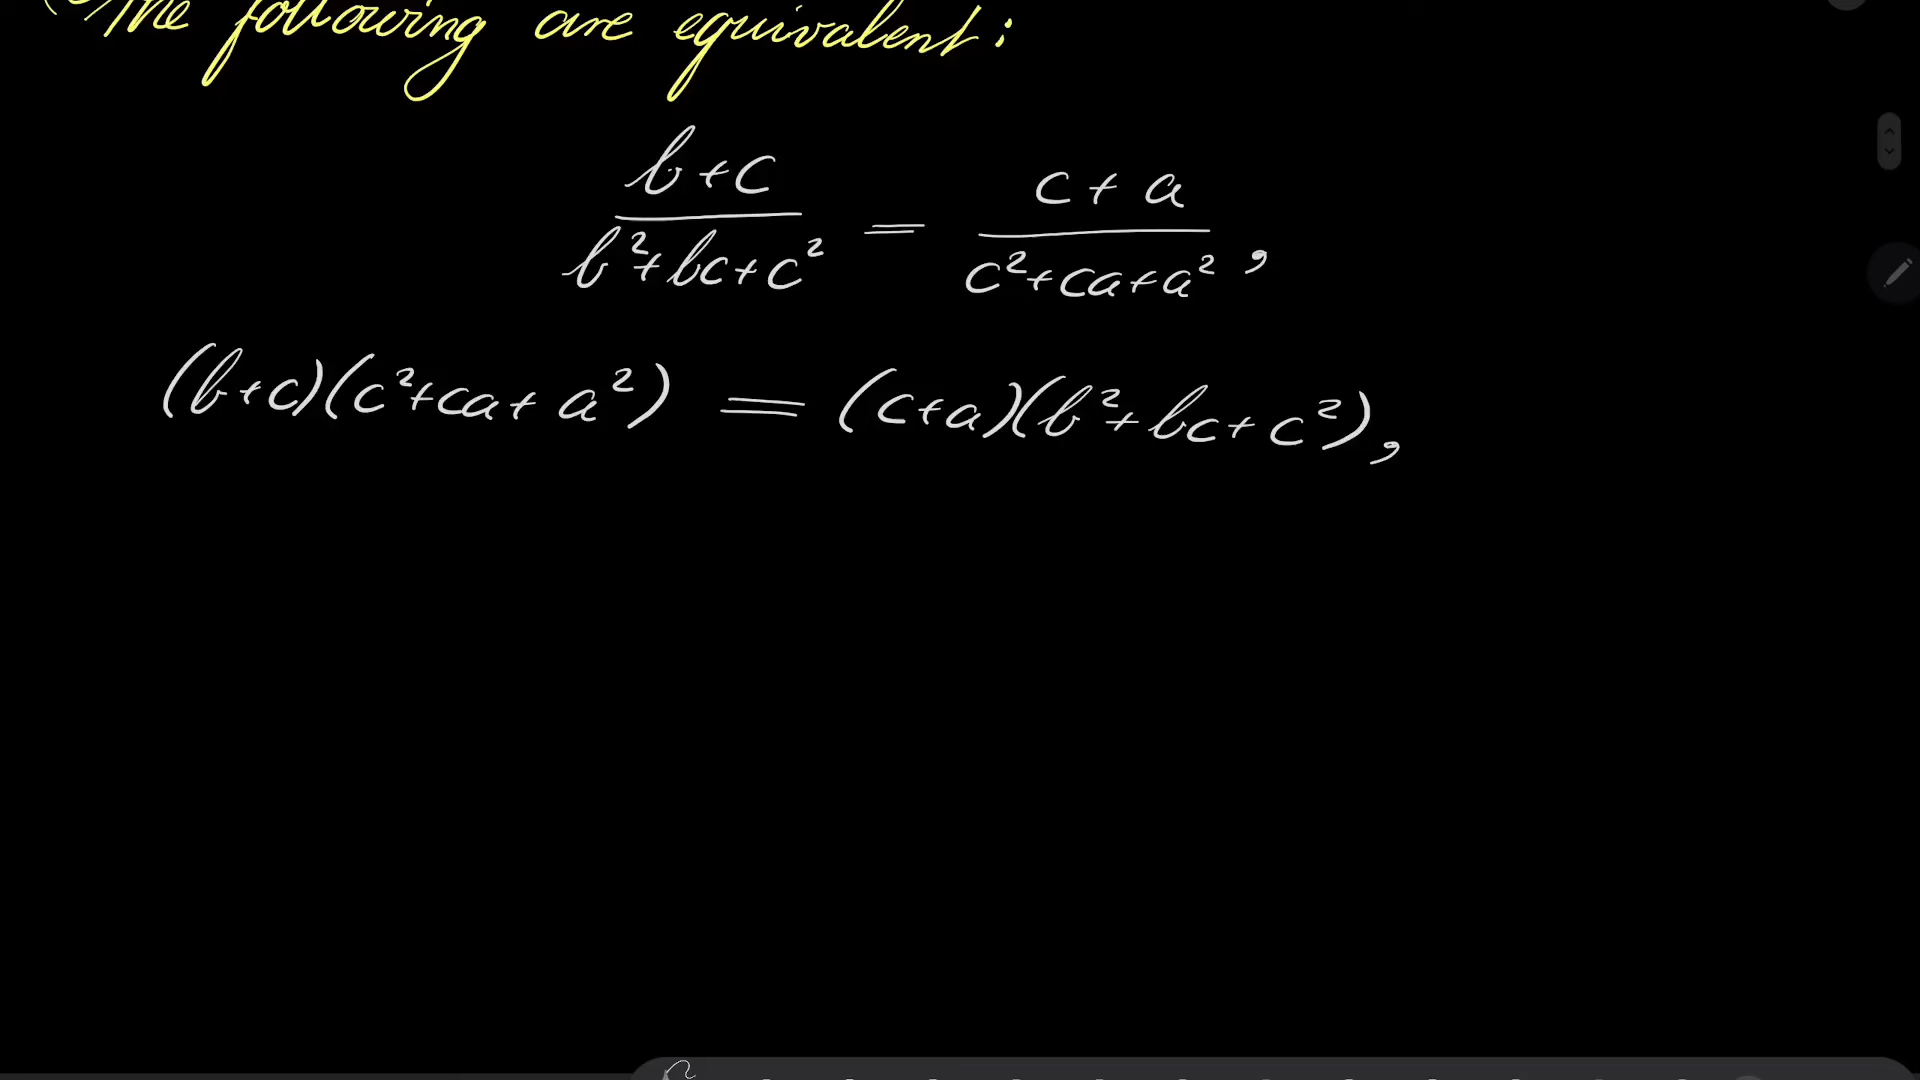 The following are equivalent:
b+c / b²+bc+c² = c+a / c²+ca+a²,
(b+c)(c²+ca+a²) = (c+a)(b²+bc+c²),